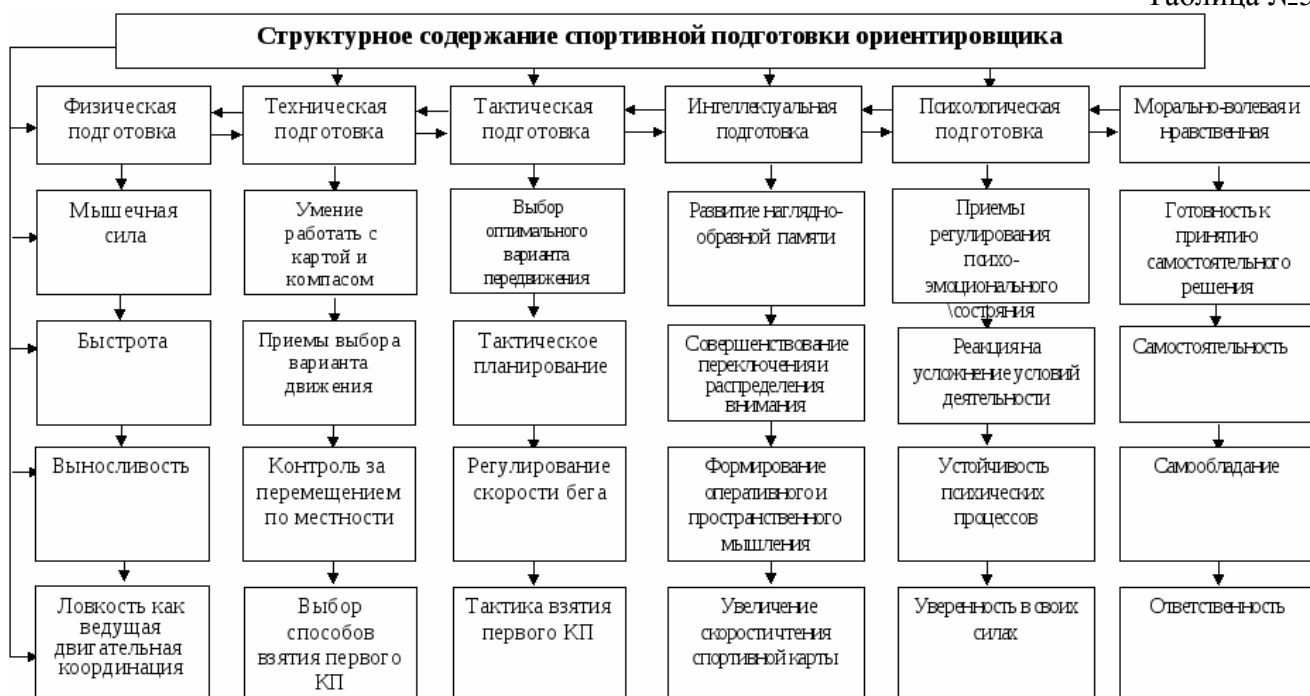 Таблица №3
Структурное содержание спортивной подготовки ориентировщика
Физическая
подготовка
Техническая
подготовка
Тактическая
подготовка
Интеллектуальная
подготовка
Психологическая
подготовка
Морально-волевая и
нравственная
Мышечная
сила
Умение
работать с
картой и
компасом
Выбор
оптимального
варианта
передвижения
Развитие наглядно-
образной памяти
Приемы
регулирования
психо-
эмоционального
\состояния
Готовность к
принятию
самостоятельного
решения
Быстрота
Приемы выбора
варианта
движения
Тактическое
планирование
Совершенствование
переключения и
распределения
внимания
Реакция на
усложнение условий
деятельности
Самостоятельность
Выносливость
Контроль за
перемещением
по местности
Регулирование
скорости бега
Формирование
оперативного и
пространственного
мышления
Устойчивость
психических
процессов
Самообладание
Ловкость как
ведущая
двигательная
координация
Выбор
способов
взятия первого
КП
Тактика взятия
первого КП
Увеличение
скорости чтения
спортивной карты
Уверенность в своих
силах
Ответственность